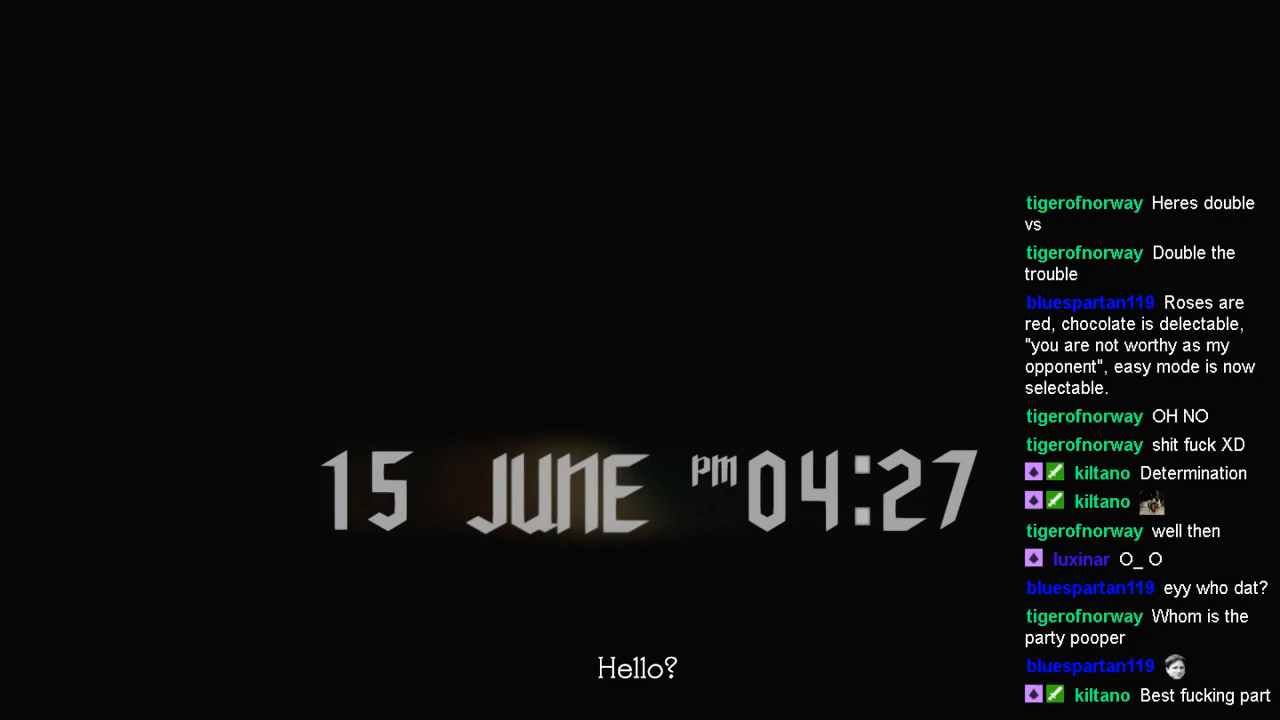 tigerofnorway Heres double
vs
tigerofnorway Double the
trouble
bluespartan119 Roses are
red, chocolate is delectable,
"you are not worthy as my
opponent", easy mode is now
selectable.
tigerofnorway OH NO
tigerofnorway shit fuck XD
kiltano Determination
kiltano
tigerofnorway well then
luxinar O_ O
bluespartan119 eyy who dat?
tigerofnorway Whom is the
party pooper
bluespartan119
kiltano Best fucking part
15 JUNE pm 04:27
Hello?